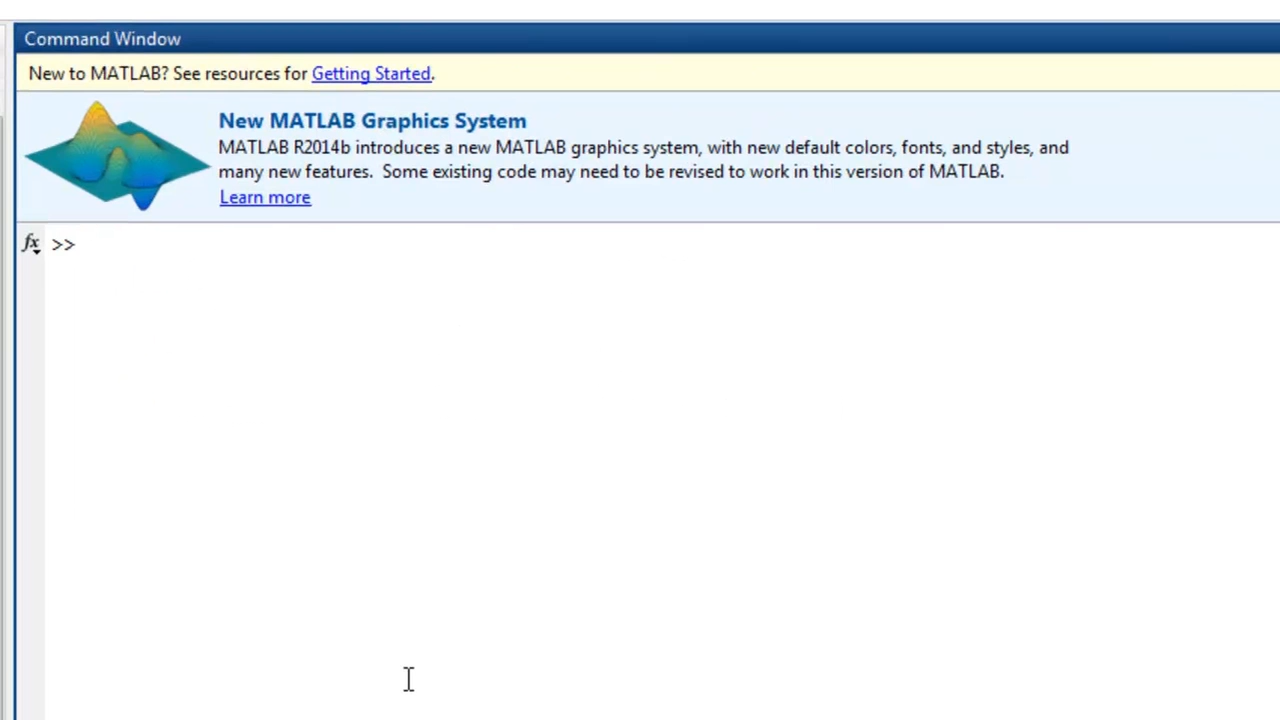 Command Window
New to MATLAB? See resources for Getting Started.
New MATLAB Graphics System
MATLAB R2014b introduces a new MATLAB graphics system, with new default colors, fonts, and styles, and
many new features.  Some existing code may need to be revised to work in this version of MATLAB.
Learn more
fx >>